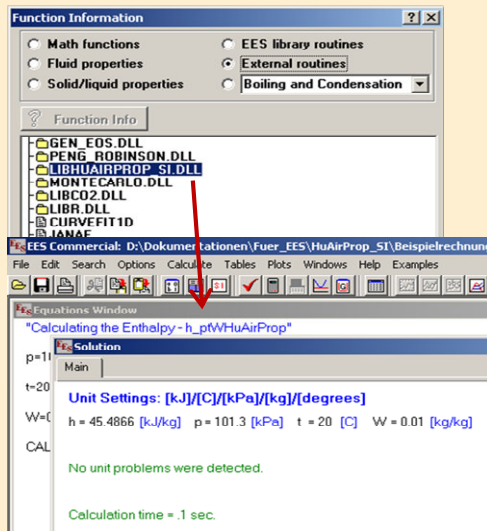 Function Information
Math functions
EES library routines
Fluid properties
External routines
Solid/liquid properties
Boiling and Condensation
? Function Info
GEN_EOS.DLL
PENG_ROBINSON.DLL
LIBHUAIRPROP_SI.DLL
MONTECARLO.DLL
LIBCO2.DLL
LIBR.DLL
CURVEFIT1D
JANAF
EES Commercial: D:\Dokumentationen\Fuer_EES\HuAirProp_SI\Beispielrechnung
File Edit Search Options Calculate Tables Plots Windows Help Examples
Equations Window
"Calculating the Enthalpy - h_ptWHuAirProp"
Solution
p=1
Main
t=20
Unit Settings: [kJ]/[C]/[kPa]/[kg]/[degrees]
W=
h = 45.4866 [kJ/kg] p = 101.3 [kPa] t = 20 [C] W = 0.01 [kg/kg]
CAL
No unit problems were detected.
Calculation time = .1 sec.